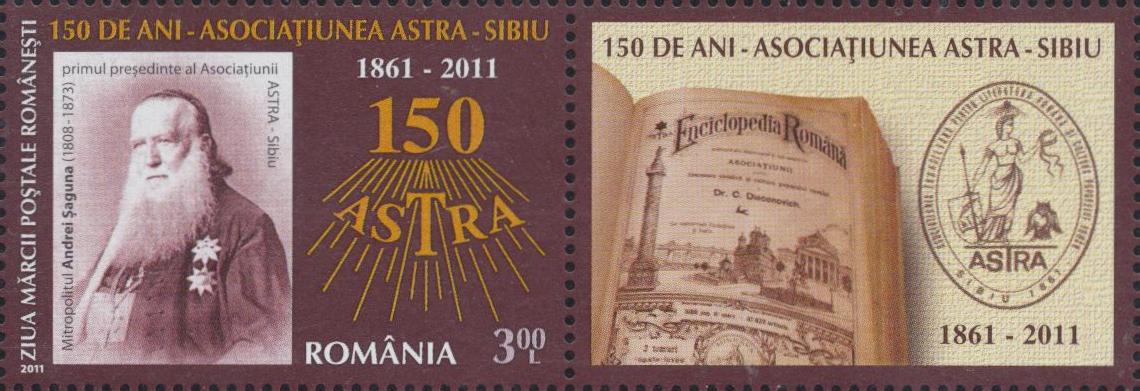 150 DE ANI - ASOCIAŢIUNEA ASTRA - SIBIU
ZIUA MĂRCII POŞTALE ROMÂNEŞTI
2011
primul preşedinte al Asociaţiunii
ASTRA - Sibiu
Mitropolitul Andrei Şaguna (1808-1873)
1861 - 2011
150
ASTRA
ROMÂNIA
3.00
L
150 DE ANI - ASOCIAŢIUNEA ASTRA - SIBIU
Enciclopedia Română
ASOCIAŢIUNII
Dr. C. Diaconovich.
ASTRA
SIBIU 1861
1861 - 2011